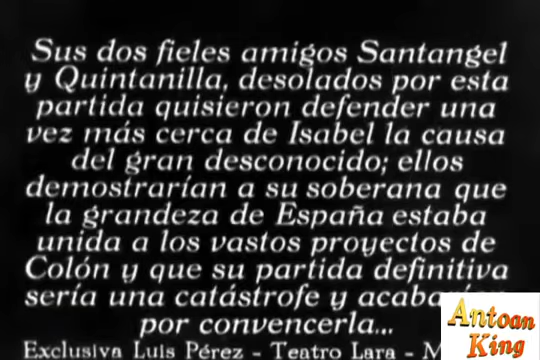 Sus dos fieles amigos Santangel
y Quintanilla, desolados por esta
partida quisieron defender una
vez más cerca de Isabel la causa
del gran desconocido; ellos
demostrarían a su soberana que
la grandeza de España estaba
unida a los vastos proyectos de
Colón y que su partida definitiva
sería una catástrofe y
por convencerla...
Exclusiva Luis Pérez - Teatro Lara -
Antoan
King